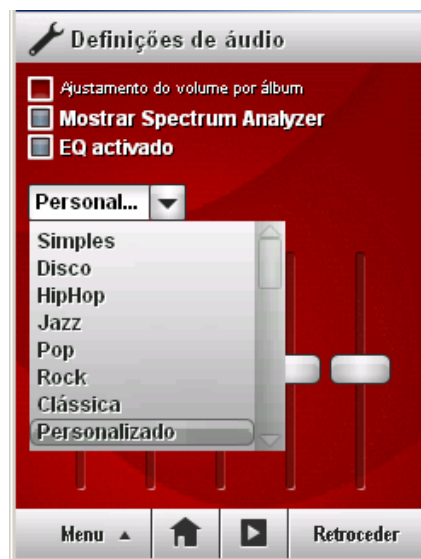 Definições de áudio
Ajustamento do volume por álbum
Mostrar Spectrum Analyzer
EQ activado
Personal...
Simples
Disco
HipHop
Jazz
Pop
Rock
Clássica
Personalizado
Menu
Retroceder